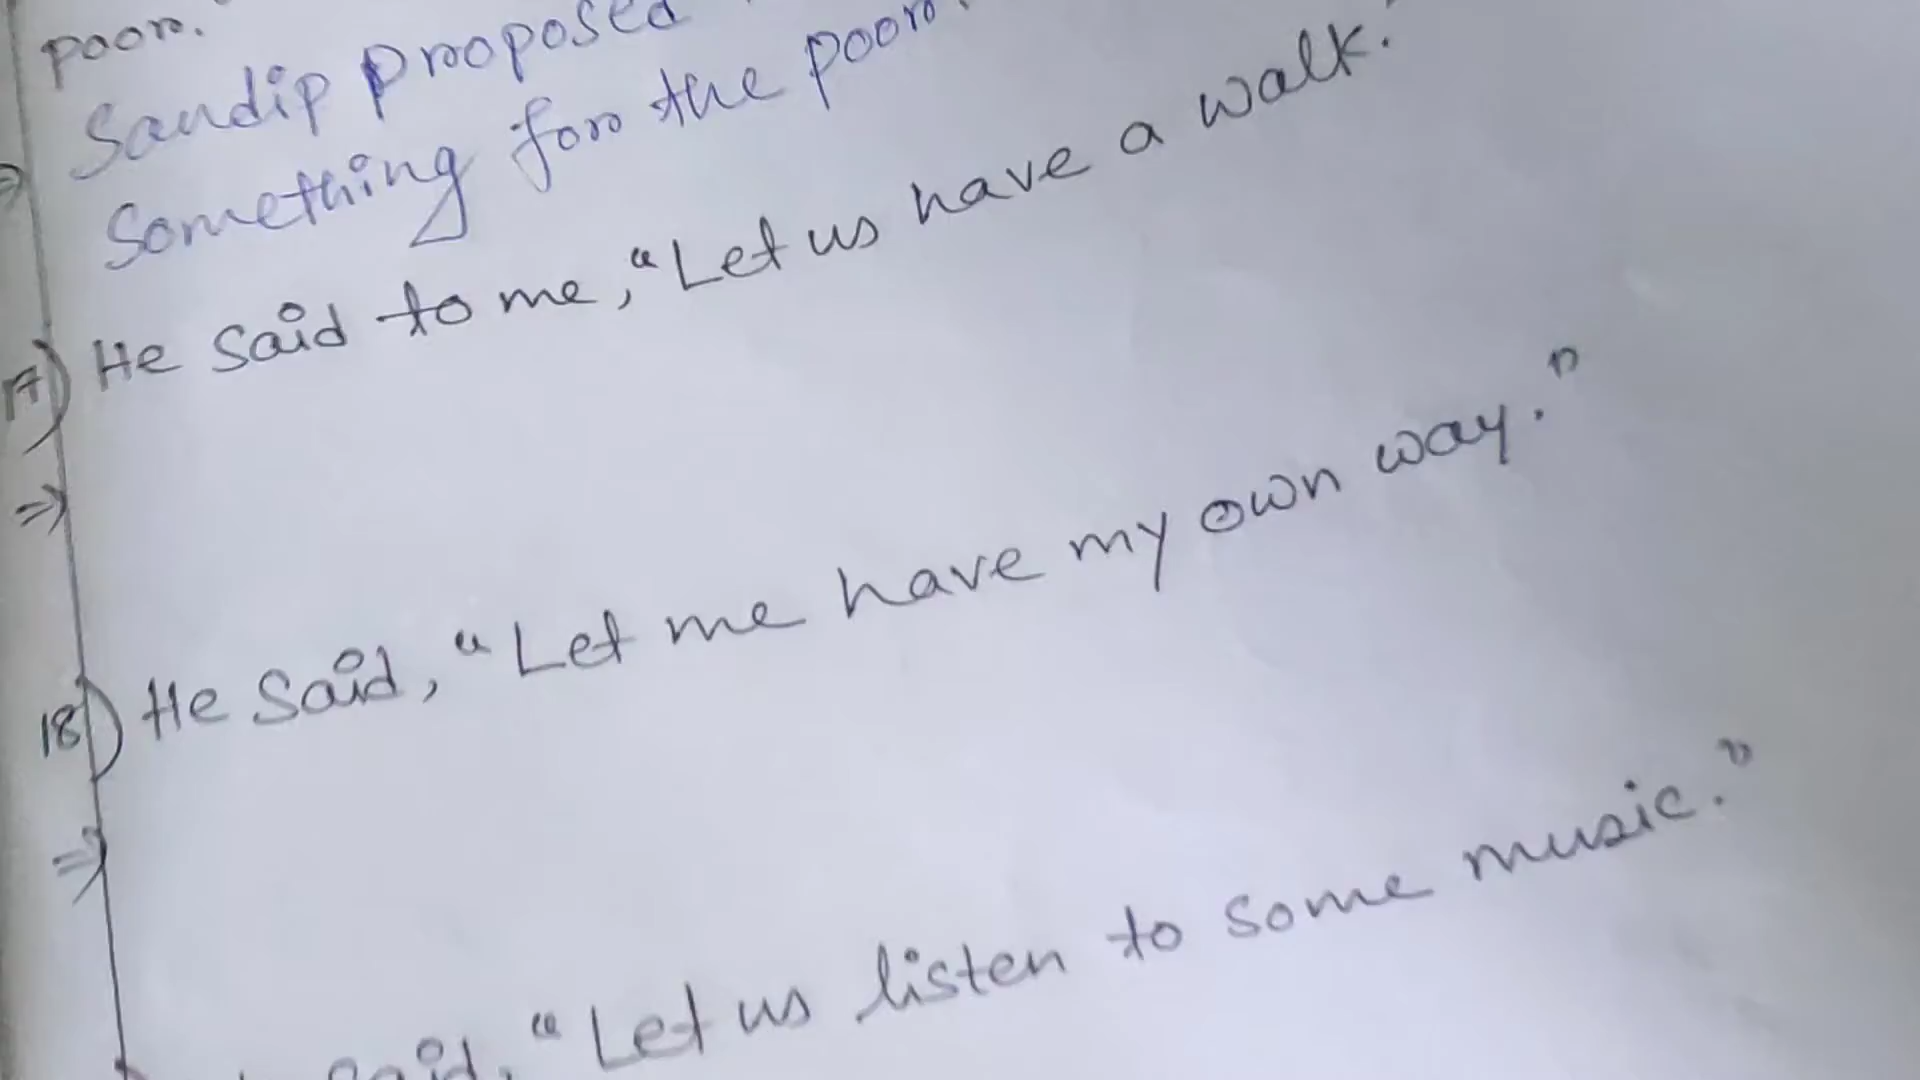 poor.
Sandip proposed
Something for the poor.
17) He said to me, "Let us have a walk."
⇒
18) He said, "Let me have my own way."
⇒
said, "Let us listen to some music."